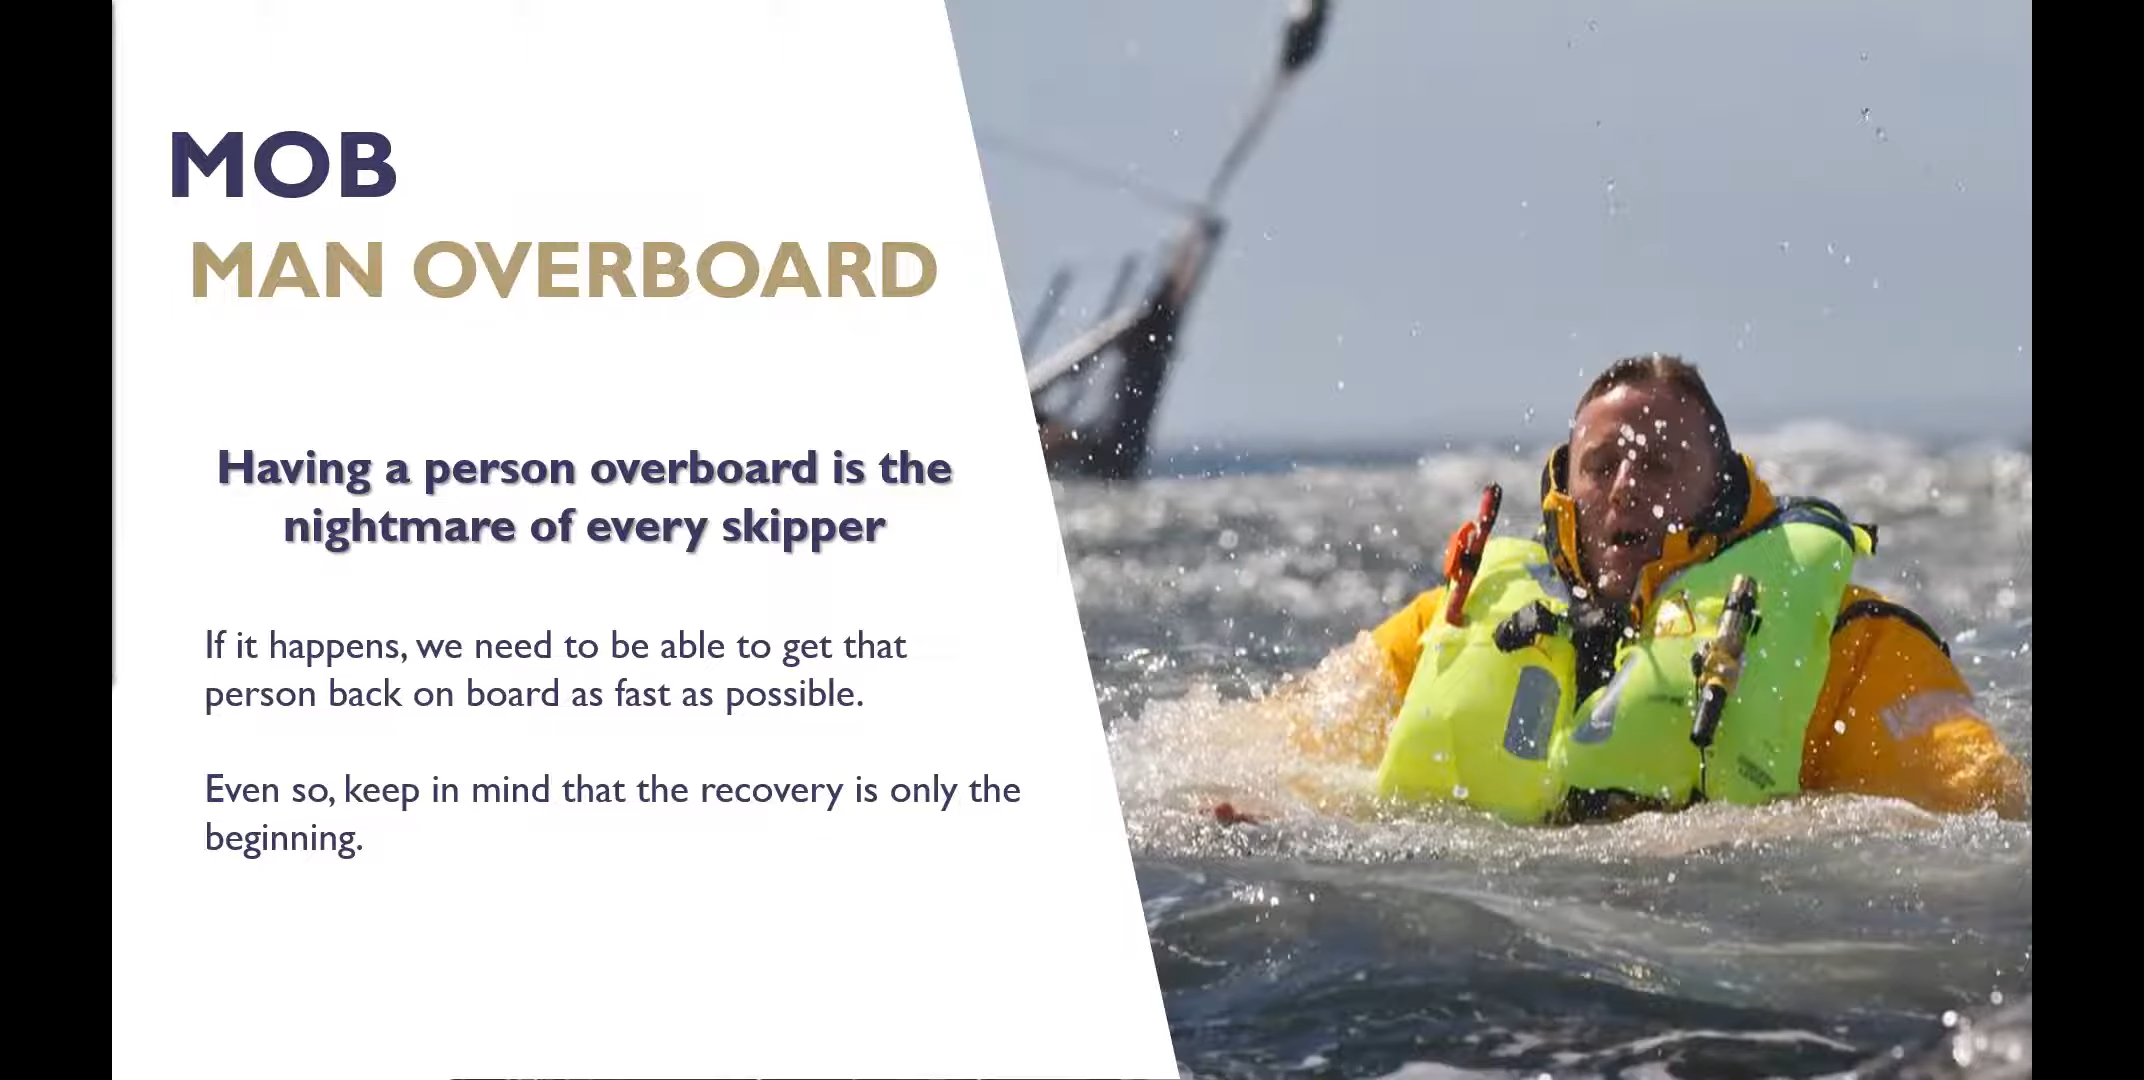 MOB
MAN OVERBOARD
Having a person overboard is the
nightmare of every skipper
If it happens, we need to be able to get that
person back on board as fast as possible.
Even so, keep in mind that the recovery is only the
beginning.